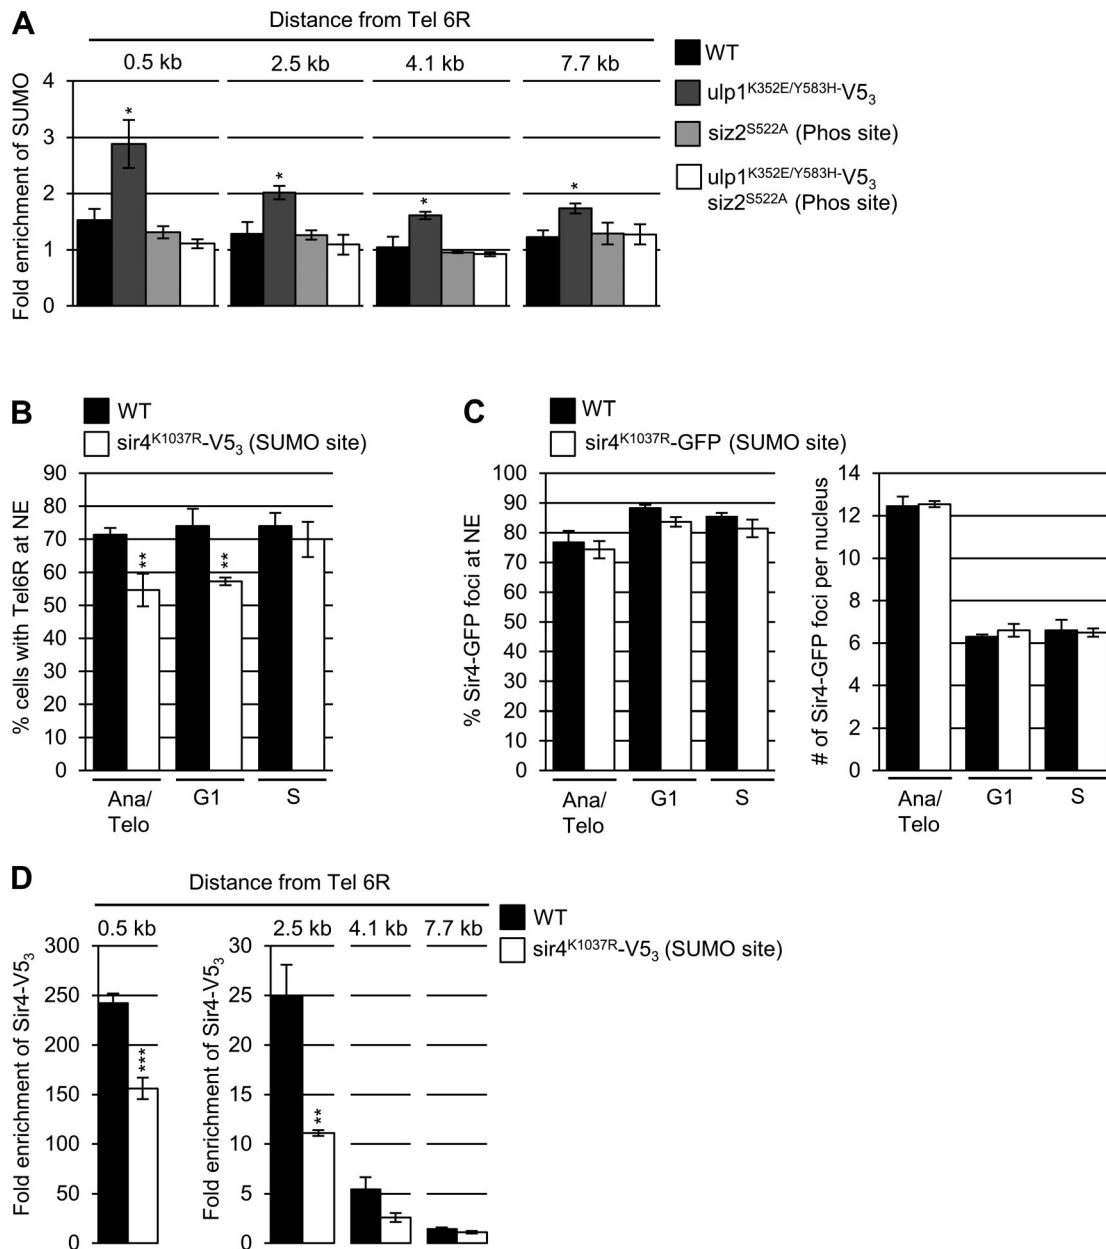 A
Distance from Tel 6R
0.5 kb 2.5 kb 4.1 kb 7.7 kb
Fold enrichment of SUMO
4
3
2
1
0
* * * *
WT
ulp1K352E/Y583H-V53
siz2S522A (Phos site)
ulp1K352E/Y583H-V53
siz2S522A (Phos site)
B
WT
sir4K1037R-V53 (SUMO site)
% cells with Tel6R at NE
90
80
70
60
50
40
30
20
10
0
** **
Ana/ G1 S
Telo
C
WT
sir4K1037R-GFP (SUMO site)
% Sir4-GFP foci at NE
100
90
80
70
60
50
40
30
20
10
0
Ana/ G1 S
Telo
# of Sir4-GFP foci per nucleus
14
12
10
8
6
4
2
0
Ana/ G1 S
Telo
D
Distance from Tel 6R
0.5 kb 2.5 kb 4.1 kb 7.7 kb
WT
sir4K1037R-V53 (SUMO site)
Fold enrichment of Sir4-V53
300
250
200
150
100
50
0
***
Fold enrichment of Sir4-V53
30
25
20
15
10
5
0
**